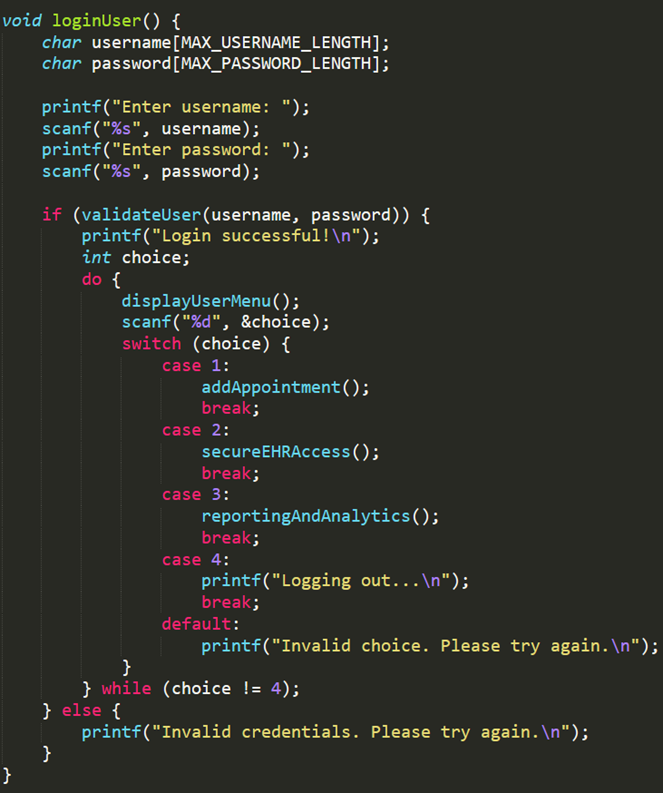 void loginUser() {
    char username[MAX_USERNAME_LENGTH];
    char password[MAX_PASSWORD_LENGTH];

    printf("Enter username: ");
    scanf("%s", username);
    printf("Enter password: ");
    scanf("%s", password);

    if (validateUser(username, password)) {
        printf("Login successful!\n");
        int choice;
        do {
            displayUserMenu();
            scanf("%d", &choice);
            switch (choice) {
                case 1:
                    addAppointment();
                    break;
                case 2:
                    secureEHRAccess();
                    break;
                case 3:
                    reportingAndAnalytics();
                    break;
                case 4:
                    printf("Logging out...\n");
                    break;
                default:
                    printf("Invalid choice. Please try again.\n");
            }
        } while (choice != 4);
    } else {
        printf("Invalid credentials. Please try again.\n");
    }
}